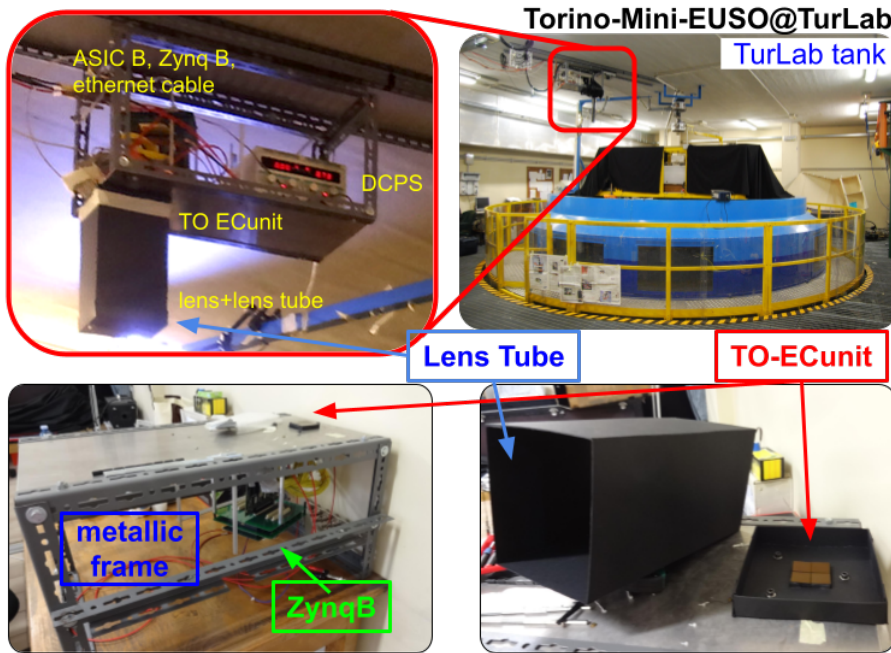 Torino-Mini-EUSO@TurLab
TurLab tank
ASIC B, Zynq B,
ethernet cable
DCPS
TO ECunit
lens+lens tube
Lens Tube
TO-ECunit
metallic
frame
ZynqB